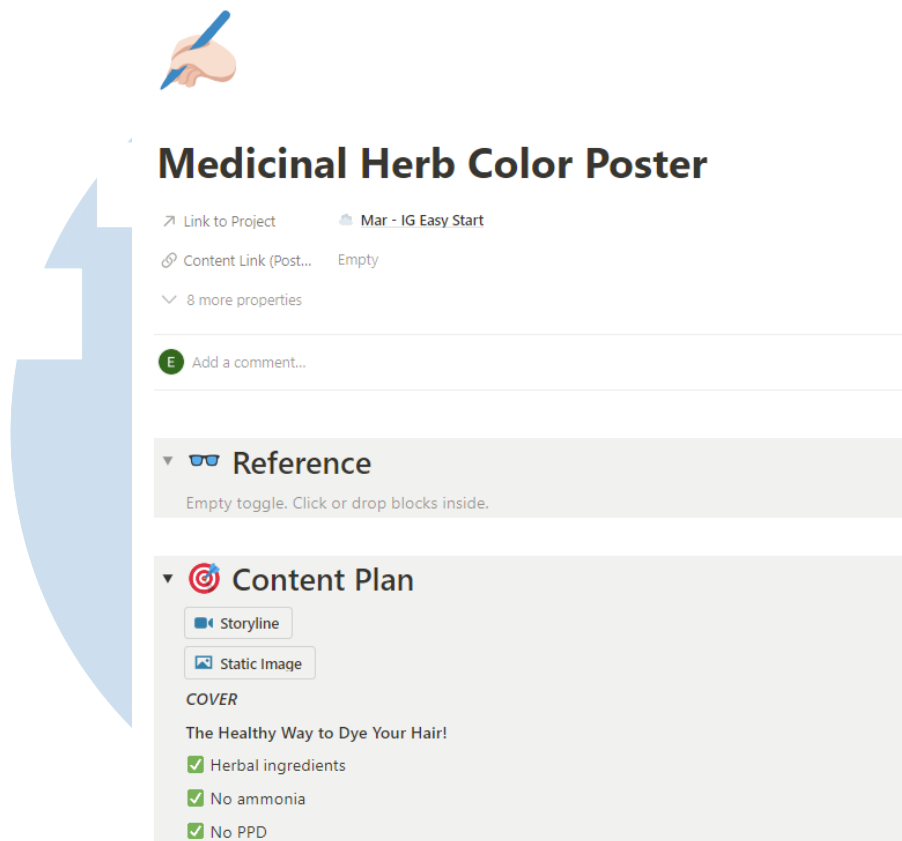 Medicinal Herb Color Poster
Link to Project Mar - IG Easy Start
Content Link (Post... Empty
8 more properties
E Add a comment...
Reference
Empty toggle. Click or drop blocks inside.
Content Plan
Storyline
Static Image
COVER
The Healthy Way to Dye Your Hair!
Herbal ingredients
No ammonia
No PPD